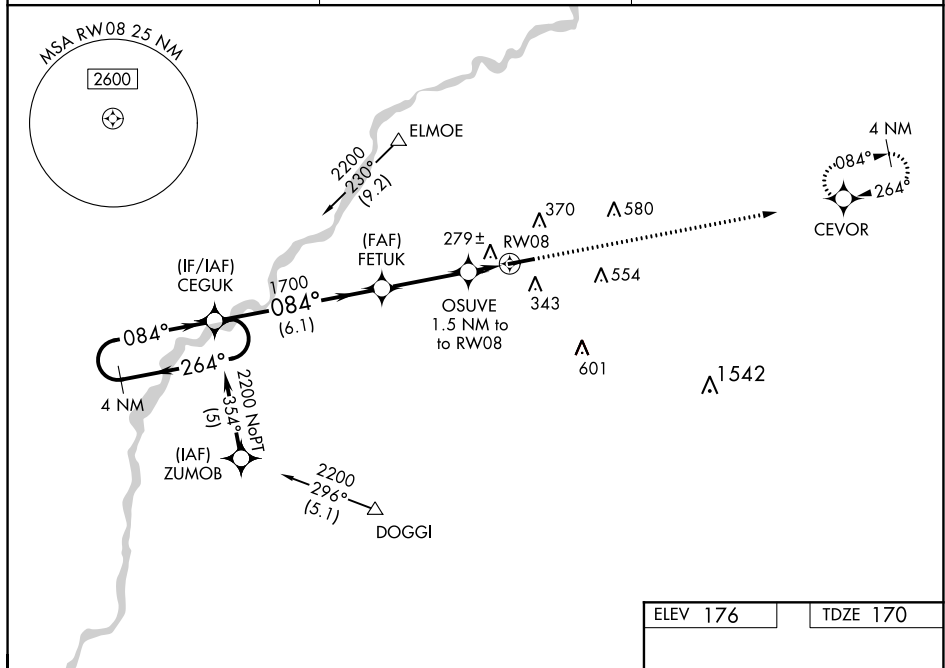 MSA RW08 25 NM
2600
ELMOE
2200
230°
(9.2)
4 NM
084°
264°
CEVOR
370
580
279±
RW08
(FAF)
FETUK
554
343
OSUVE
1.5 NM to
to RW08
(IF/IAF)
CEGUK
1700
084°
(6.1)
084°
264°
4 NM
601
1542
2200 NoPT
354°
(5)
(IAF)
ZUMOB
2200
296°
(5.1)
DOGGI
ELEV 176
TDZE 170